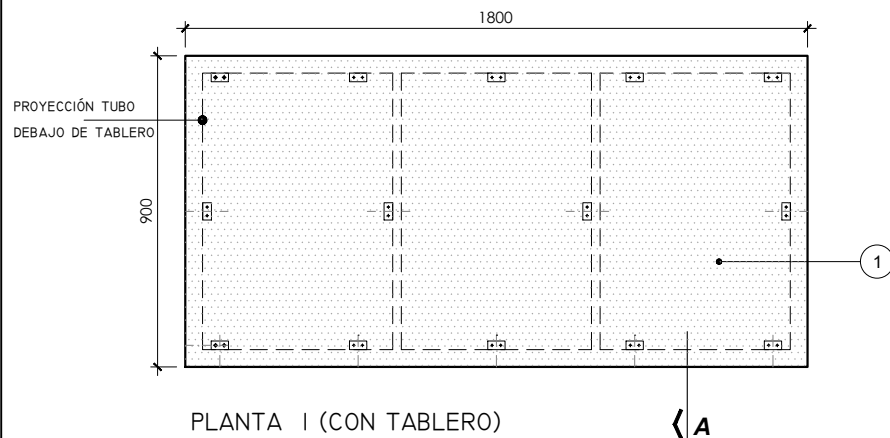 1800
PROYECCIÓN TUBO
DEBAJO DE TABLERO
900
1
PLANTA I (CON TABLERO)
A